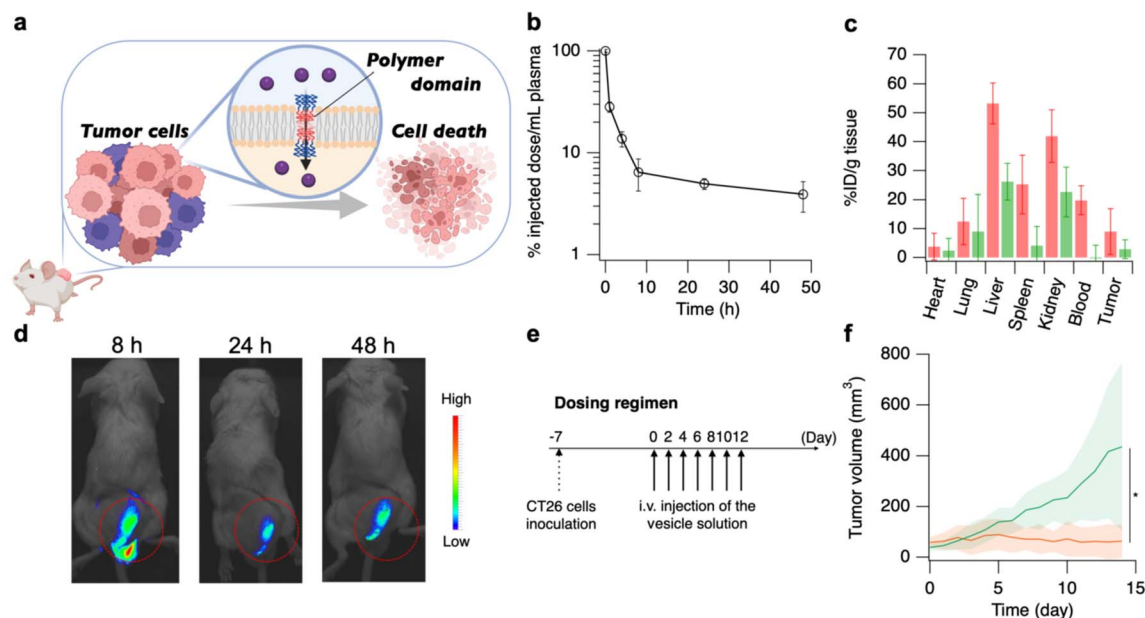 a
Polymer
domain
Tumor cells
Cell death
b
% injected dose/mL plasma
100
10
1
0
10
20
30
40
50
Time (h)
c
%ID/g tissue
70
60
50
40
30
20
10
0
Heart
Lung
Liver
Spleen
Kidney
Blood
Tumor
d
8 h
24 h
48 h
High
Low
e
Dosing regimen
-7 0 2 4 6 8 10 12 (Day)
CT26 cells
inoculation
i.v. injection of the
vesicle solution
f
Tumor volume (mm³)
800
600
400
200
0
*
0 5 10 15
Time (day)